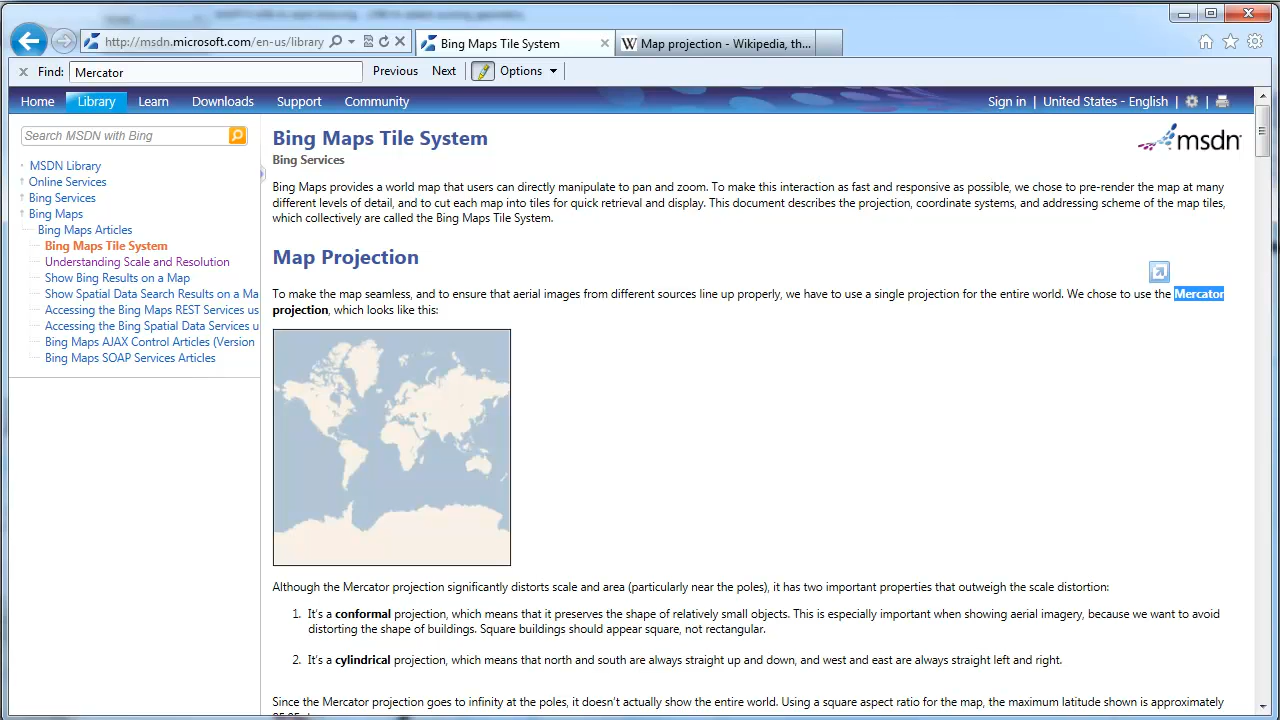 http://msdn.microsoft.com/en-us/library
Bing Maps Tile System
Map projection - Wikipedia, th...
Find: Mercator
Previous Next Options
Home Library Learn Downloads Support Community
Sign in | United States - English |
Search MSDN with Bing
MSDN Library
Online Services
Bing Services
Bing Maps
Bing Maps Articles
Bing Maps Tile System
Understanding Scale and Resolution
Show Bing Results on a Map
Show Spatial Data Search Results on a Ma
Accessing the Bing Maps REST Services us
Accessing the Bing Spatial Data Services u
Bing Maps AJAX Control Articles (Version
Bing Maps SOAP Services Articles
msdn
Bing Maps Tile System
Bing Services
Bing Maps provides a world map that users can directly manipulate to pan and zoom. To make this interaction as fast and responsive as possible, we chose to pre-render the map at many
different levels of detail, and to cut each map into tiles for quick retrieval and display. This document describes the projection, coordinate systems, and addressing scheme of the map tiles,
which collectively are called the Bing Maps Tile System.
Map Projection
To make the map seamless, and to ensure that aerial images from different sources line up properly, we have to use a single projection for the entire world. We chose to use the Mercator
projection, which looks like this:
Although the Mercator projection significantly distorts scale and area (particularly near the poles), it has two important properties that outweigh the scale distortion:
1. It's a conformal projection, which means that it preserves the shape of relatively small objects. This is especially important when showing aerial imagery, because we want to avoid
distorting the shape of buildings. Square buildings should appear square, not rectangular.
2. It's a cylindrical projection, which means that north and south are always straight up and down, and west and east are always straight left and right.
Since the Mercator projection goes to infinity at the poles, it doesn't actually show the entire world. Using a square aspect ratio for the map, the maximum latitude shown is approximately